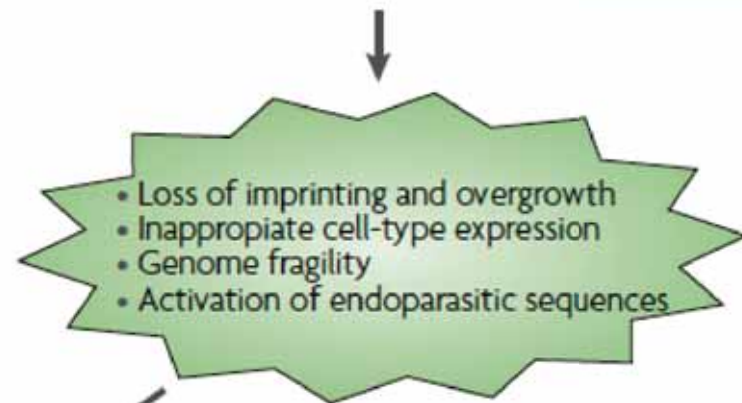 • Loss of imprinting and overgrowth
• Inappropiate cell-type expression
• Genome fragility
• Activation of endoparasitic sequences